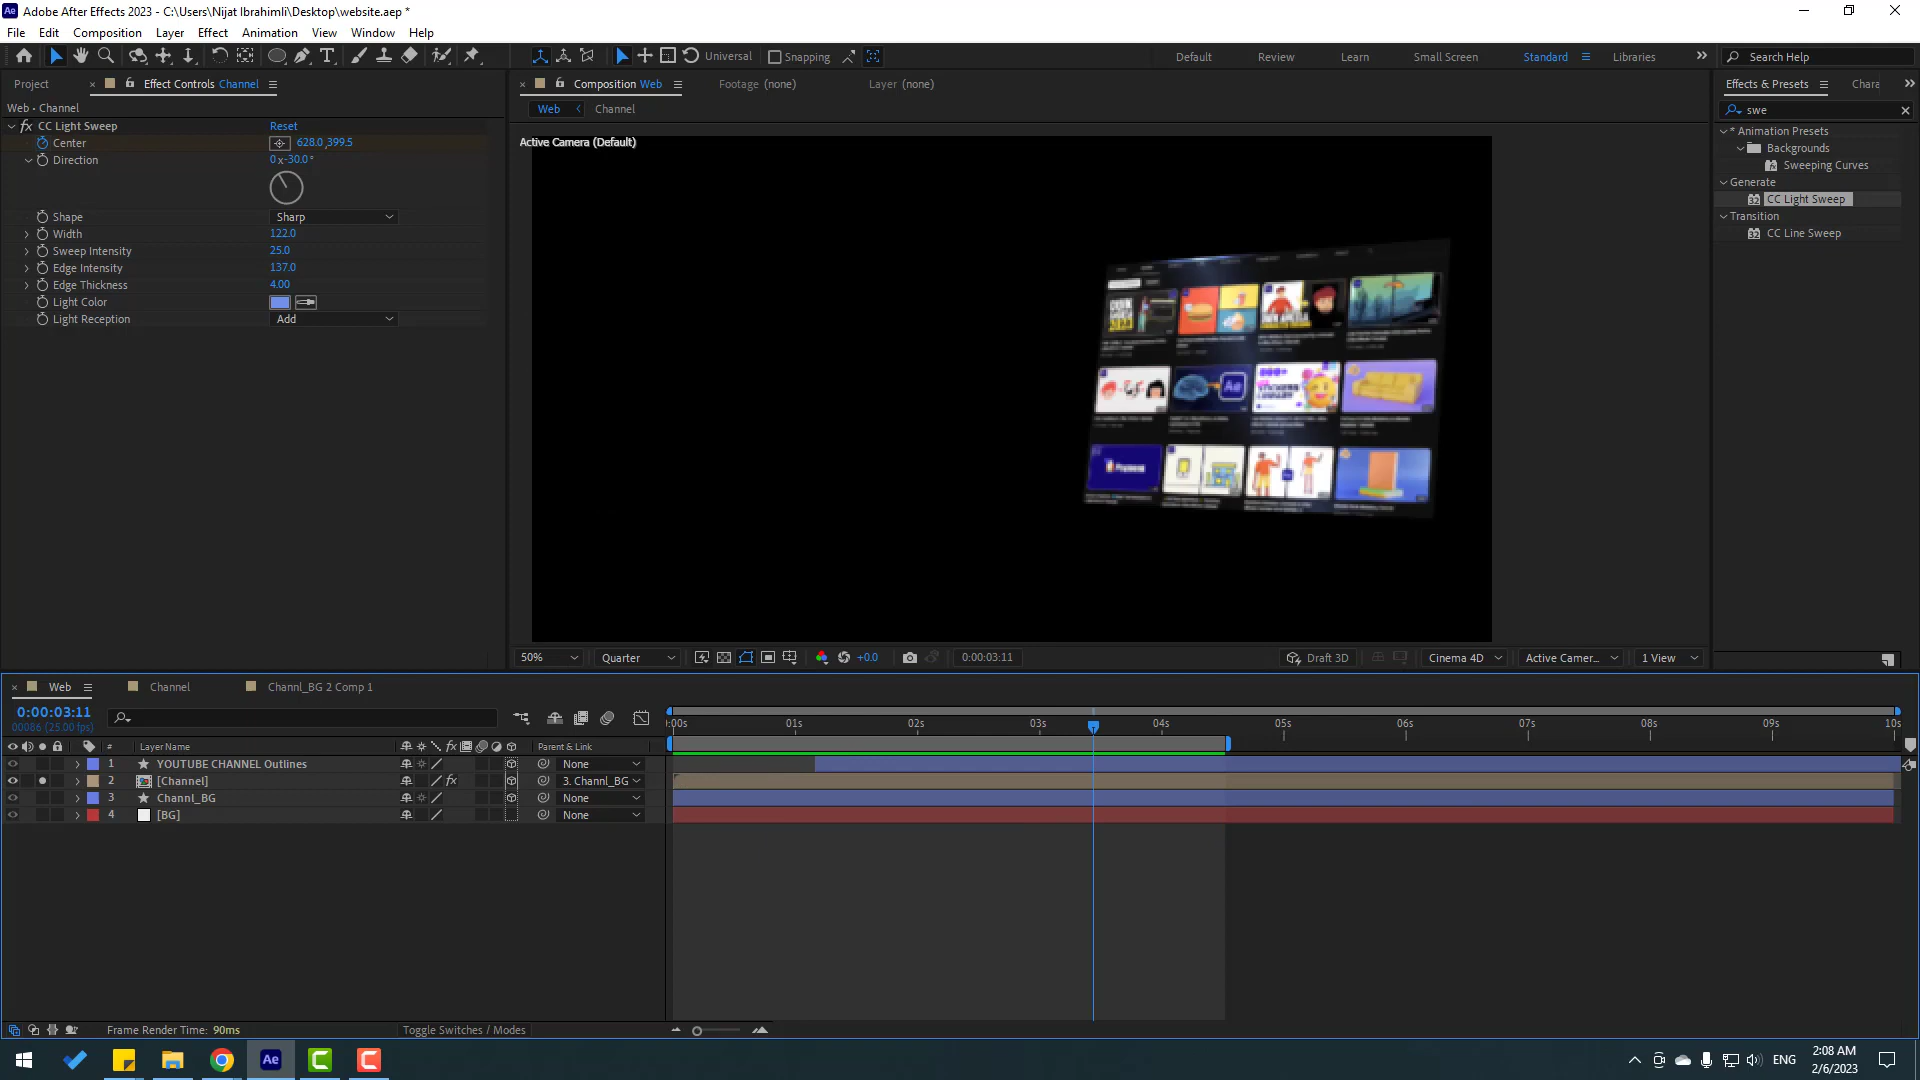 Adobe After Effects 2023 - C:\Users\Nijat Ibrahimli\Desktop\website.aep *
File Edit Composition Layer Effect Animation View Window Help
Universal Snapping Default Review Learn Small Screen Standard Libraries Search Help
Project Effect Controls Channel Composition Web Footage (none) Layer (none) Effects & Presets Chara
Web • Channel
Web Channel
swe
fx CC Light Sweep Reset
Center 628.0,399.5
Direction 0x-30.0°
Shape Sharp
Width 122.0
Sweep Intensity 25.0
Edge Intensity 137.0
Edge Thickness 4.00
Light Color
Light Reception Add
Active Camera (Default)
Ae
* Animation Presets
Backgrounds
Sweeping Curves
Generate
CC Light Sweep
Transition
CC Line Sweep
50% Quarter +0.0 0:00:03:11 Draft 3D Cinema 4D Active Camer... 1 View
Web Channel Channl_BG 2 Comp 1
0:00:03:11
00086 (25.00 fps)
):00s 01s 02s 03s 04s 05s 06s 07s 08s 09s 10s
# Layer Name fx Parent & Link
1 YOUTUBE CHANNEL Outlines None
2 [Channel] fx 3. Channl_BG
3 Channl_BG None
4 [BG] None
Frame Render Time: 90ms Toggle Switches / Modes
Ae ENG 2:08 AM
2/6/2023